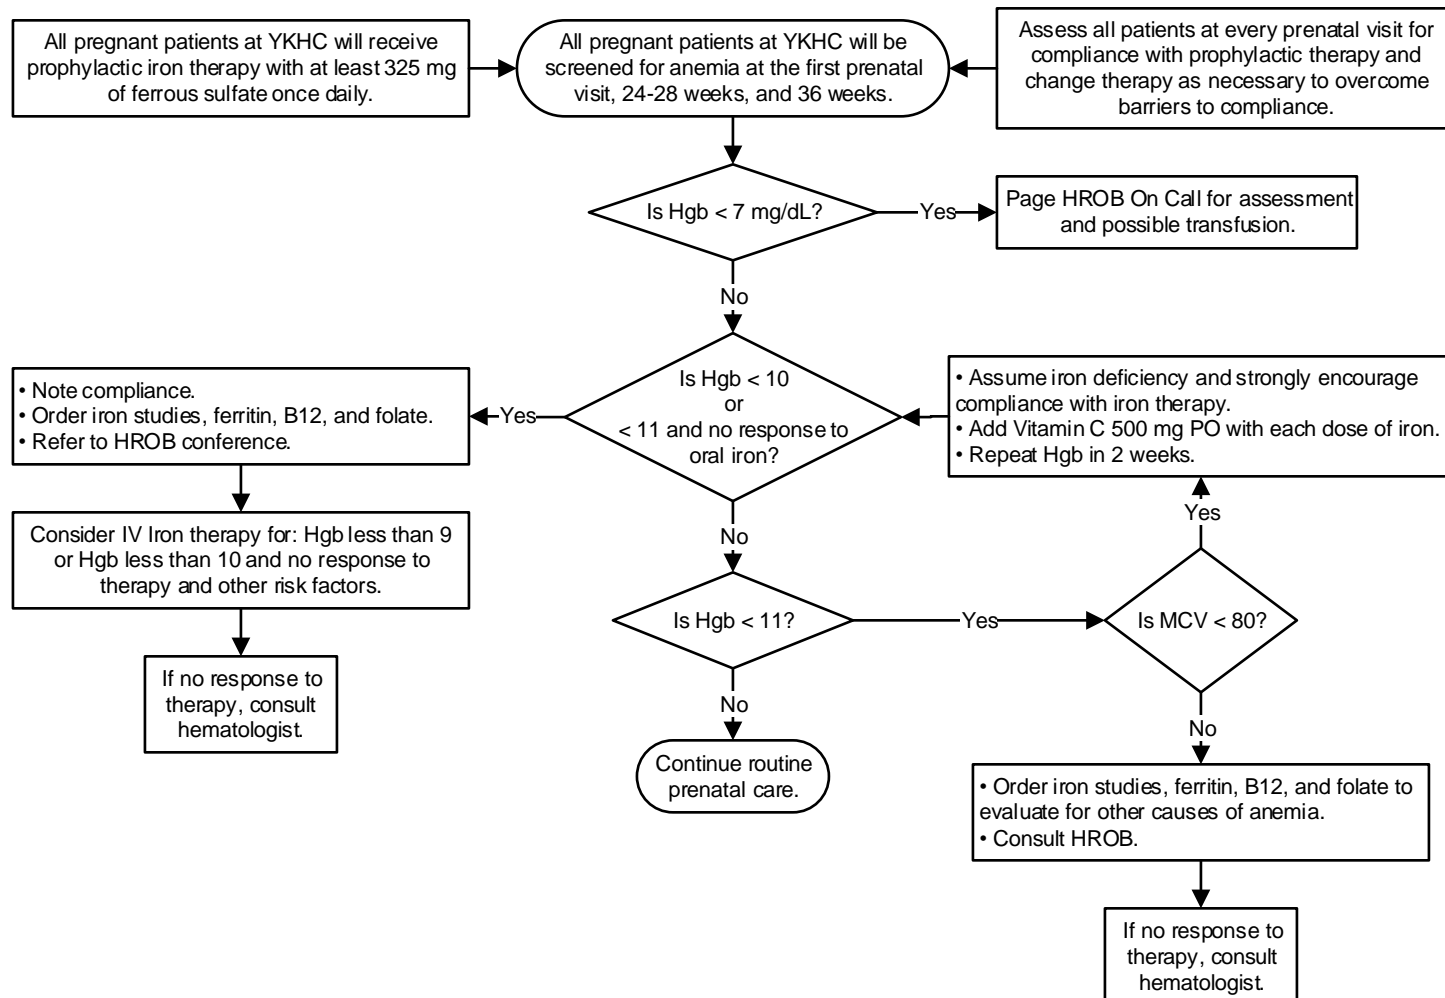 All pregnant patients at YKHC will receive
prophylactic iron therapy with at least 325 mg
of ferrous sulfate once daily.
All pregnant patients at YKHC will be
screened for anemia at the first prenatal
visit, 24-28 weeks, and 36 weeks.
Assess all patients at every prenatal visit for
compliance with prophylactic therapy and
change therapy as necessary to overcome
barriers to compliance.
Is Hgb < 7 mg/dL?
Yes
Page HROB On Call for assessment
and possible transfusion.
No
Is Hgb < 10
or
< 11 and no response to
oral iron?
Yes
• Note compliance.
• Order iron studies, ferritin, B12, and folate.
• Refer to HROB conference.
• Assume iron deficiency and strongly encourage
compliance with iron therapy.
• Add Vitamin C 500 mg PO with each dose of iron.
• Repeat Hgb in 2 weeks.
Consider IV Iron therapy for: Hgb less than 9
or Hgb less than 10 and no response to
therapy and other risk factors.
If no response to
therapy, consult
hematologist.
No
Is Hgb < 11?
Yes
Is MCV < 80?
Yes
No
Continue routine
prenatal care.
No
• Order iron studies, ferritin, B12, and folate to
evaluate for other causes of anemia.
• Consult HROB.
If no response to
therapy, consult
hematologist.